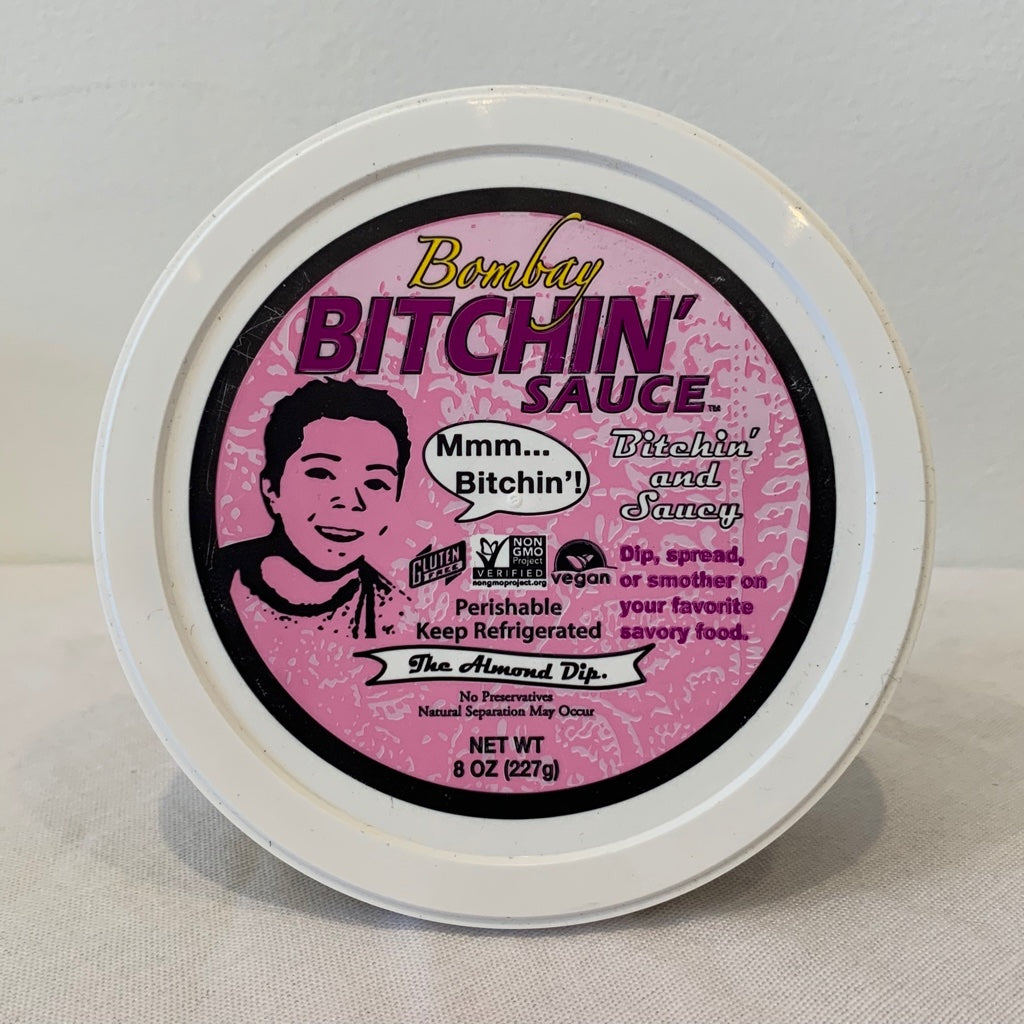 Bombay
BITCHIN'
SAUCE™
Mmm...
Bitchin'!
Bitchin'
and
Saucy
GLUTEN
FREE
NON
GMO
Project
VERIFIED
nongmoproject.org
vegan
Dip, spread,
or smother on
your favorite
savory food.
Perishable
Keep Refrigerated
The Almond Dip.
No Preservatives
Natural Separation May Occur
NET WT
8 OZ (227g)